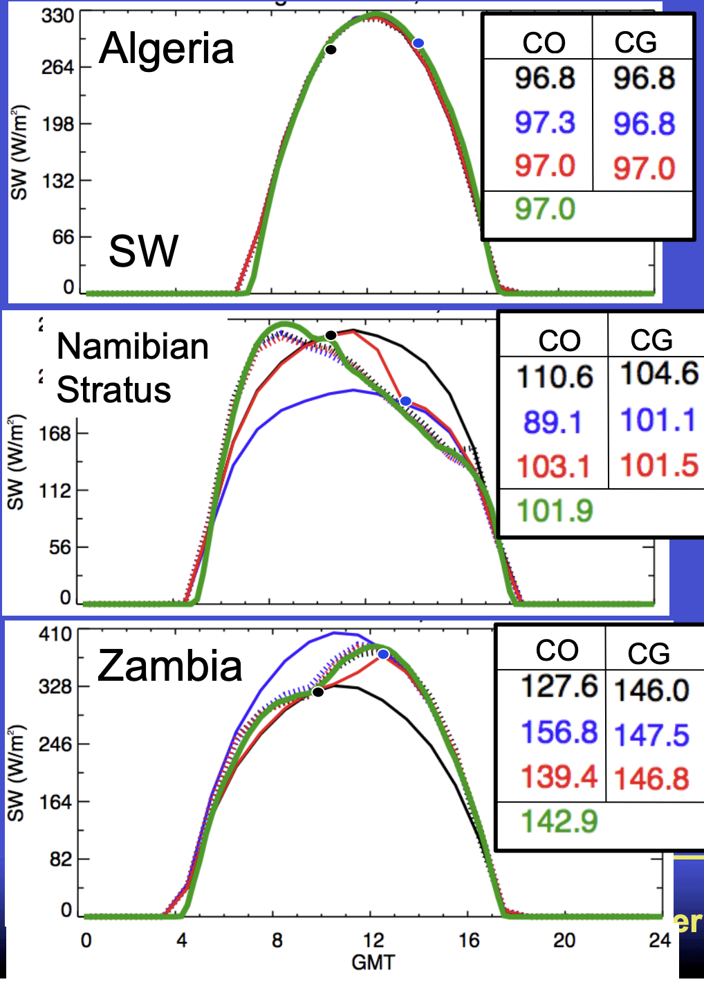 330
Algeria
264
198
132
66
0
SW (W/m²)
SW
CO CG
96.8 96.8
97.3 96.8
97.0 97.0
97.0
Namibian
Stratus
168
112
56
0
SW (W/m²)
CO CG
110.6 104.6
89.1 101.1
103.1 101.5
101.9
410
Zambia
328
246
164
82
0
SW (W/m²)
CO CG
127.6 146.0
156.8 147.5
139.4 146.8
142.9
er
0 4 8 12 16 20 24
GMT